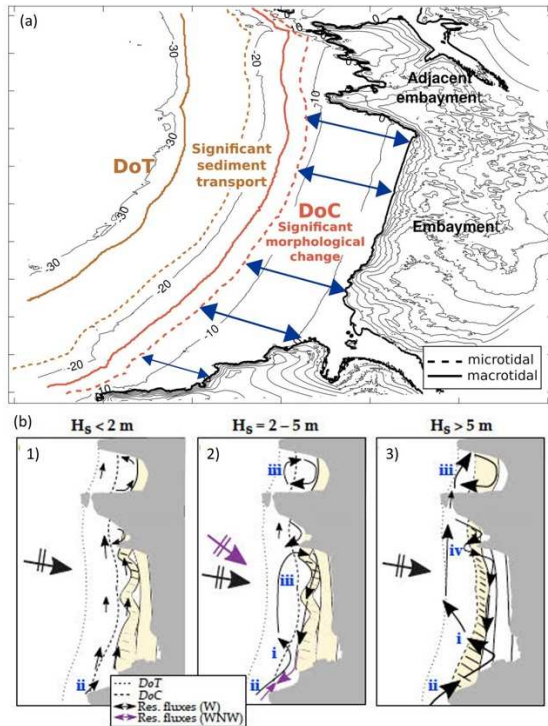 (a)
-30
-20
-10
0
0
0
Adjacent
embayment
DoT
Significant
sediment
transport
-30
DoC
Significant
morphological
change
Embayment
-30
-20
-10
-20
-10
microtidal
macrotidal
(b)
Hs < 2 m
Hs = 2 – 5 m
Hs > 5 m
1)
2)
3)
iii
iii
iv
iii
i
i
ii
ii
ii
DoT
DoC
Res. fluxes (W)
Res. fluxes (WNW)